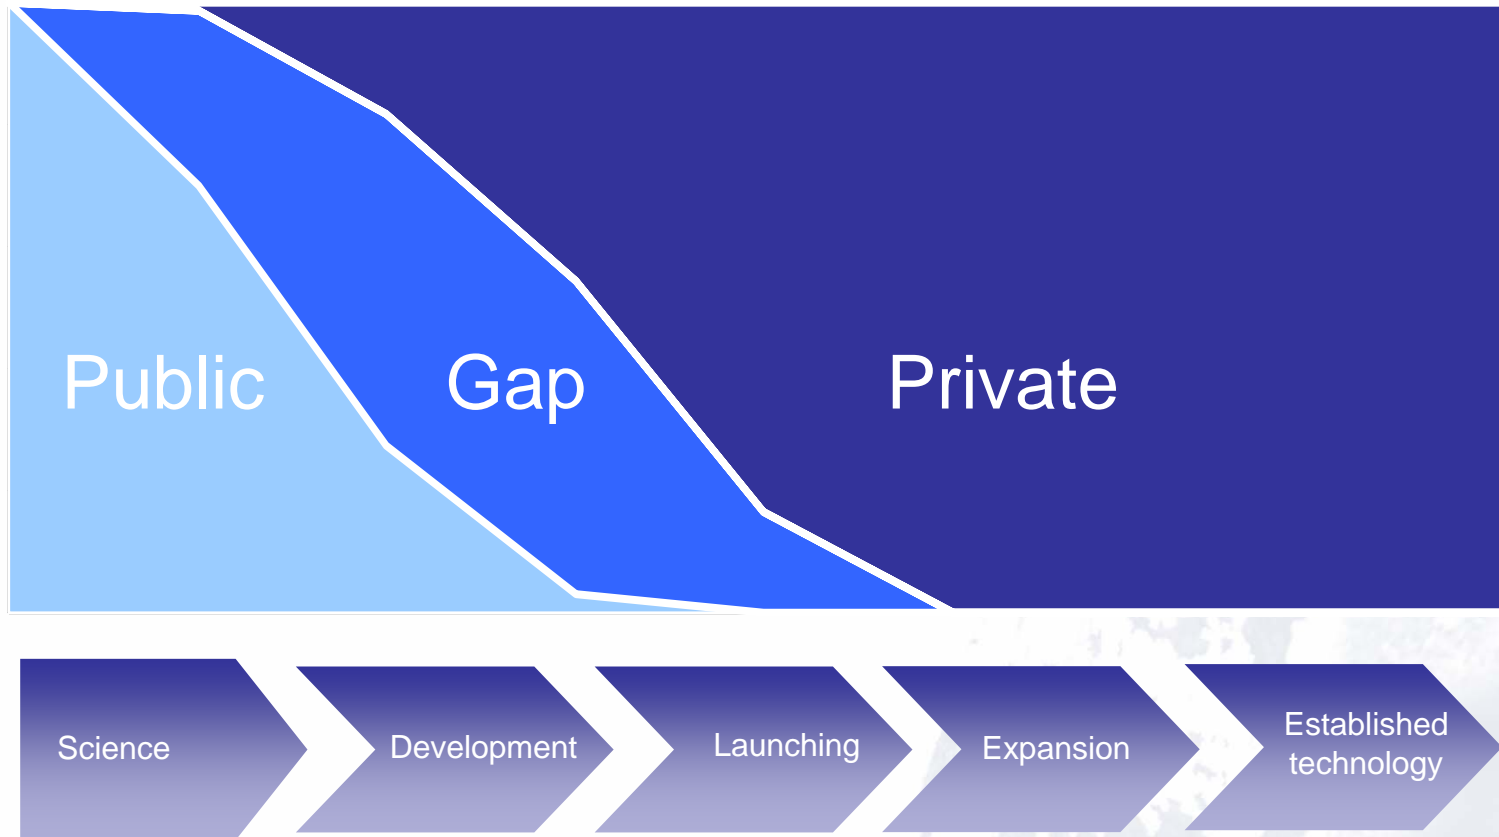 Public
Gap
Private
Science
Development
Launching
Expansion
Established
technology